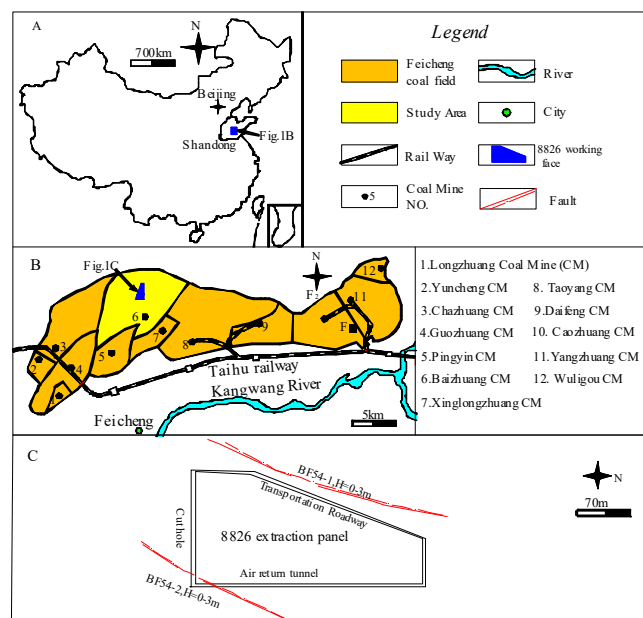 A
N
700km
Beijing
Shandong
Fig.1B
Legend
Feicheng
coal field
River
Study Area
City
Rail Way
8826 working
face
5
Coal Mine
NO.
Fault
B
Fig.1C
N
F2
12
11
F
9
8
7
6
5
4
3
2
1
Taihu railway
Kangwang River
Feicheng
5km
1.Longzhuang Coal Mine (CM)
2.Yuncheng CM
8. Taoyang CM
3.Chazhuang CM
9.Daifeng CM
4.Guozhuang CM
10. Caozhuang CM
5.Pingyin CM
11.Yangzhuang CM
6.Baizhuang CM
12. Wuligou CM
7.Xinglongzhuang CM
C
BF54-1,H=0-3m
N
70m
Transportation Roadway
Cut hole
8826 extraction panel
Air return tunnel
BF54-2,H=0-3m